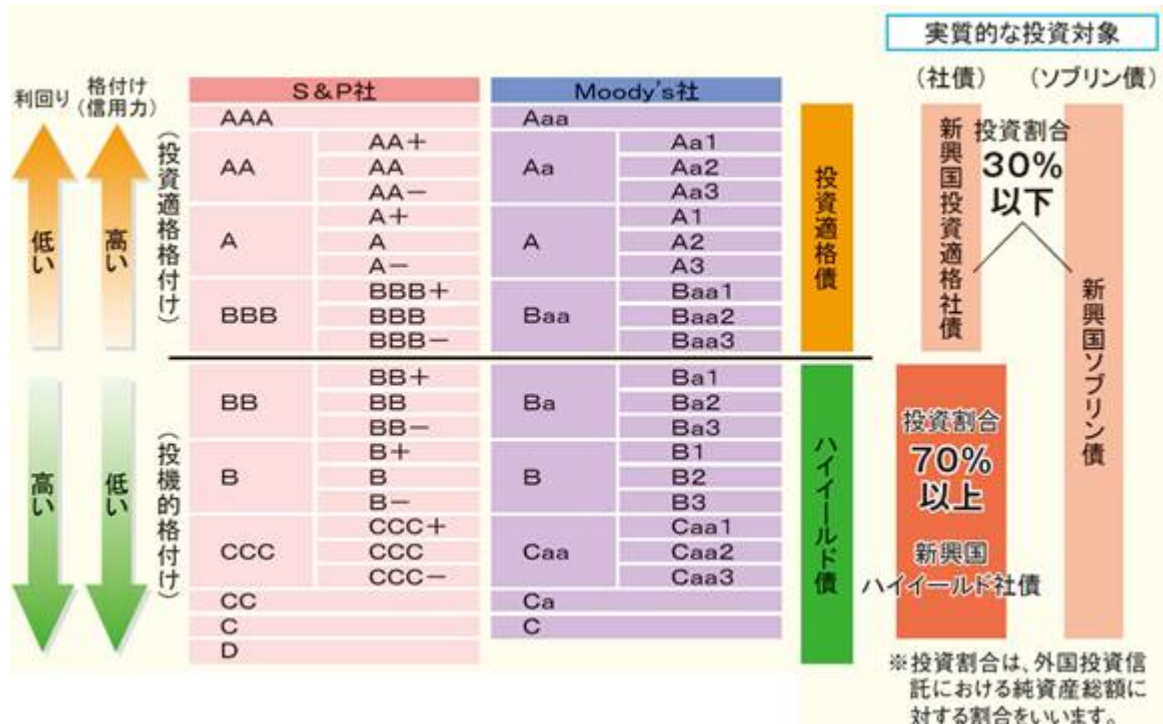 実質的な投資対象
(社債) (ソブリン債)
利回り 格付け
(信用力)
S&P社 Moody's社
低い
高い
(投資適格格付け)
AAA Aaa
AA+ Aa1
AA AA Aa Aa2
AA− Aa3
A+ A1
A A A A2
A− A3
BBB+ Baa1
BBB BBB Baa Baa2
BBB− Baa3
投資適格債
新興国投資適格社債
投資割合
30%
以下
新興国ソブリン債
高い
低い
(投機的格付け)
BB+ Ba1
BB BB Ba Ba2
BB− Ba3
B+ B1
B B B B2
B− B3
CCC+ Caa1
CCC CCC Caa Caa2
CCC− Caa3
CC Ca
C C
D
ハイイールド債
投資割合
70%
以上
新興国
ハイイールド社債
※投資割合は、外国投資信
託における純資産総額に
対する割合をいいます。